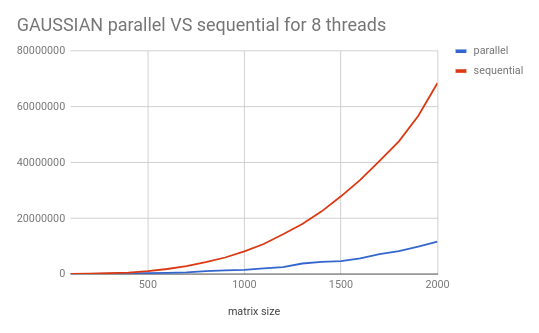 GAUSSIAN parallel VS sequential for 8 threads
80000000
60000000
40000000
20000000
0
500
1000
1500
2000
matrix size
parallel
sequential